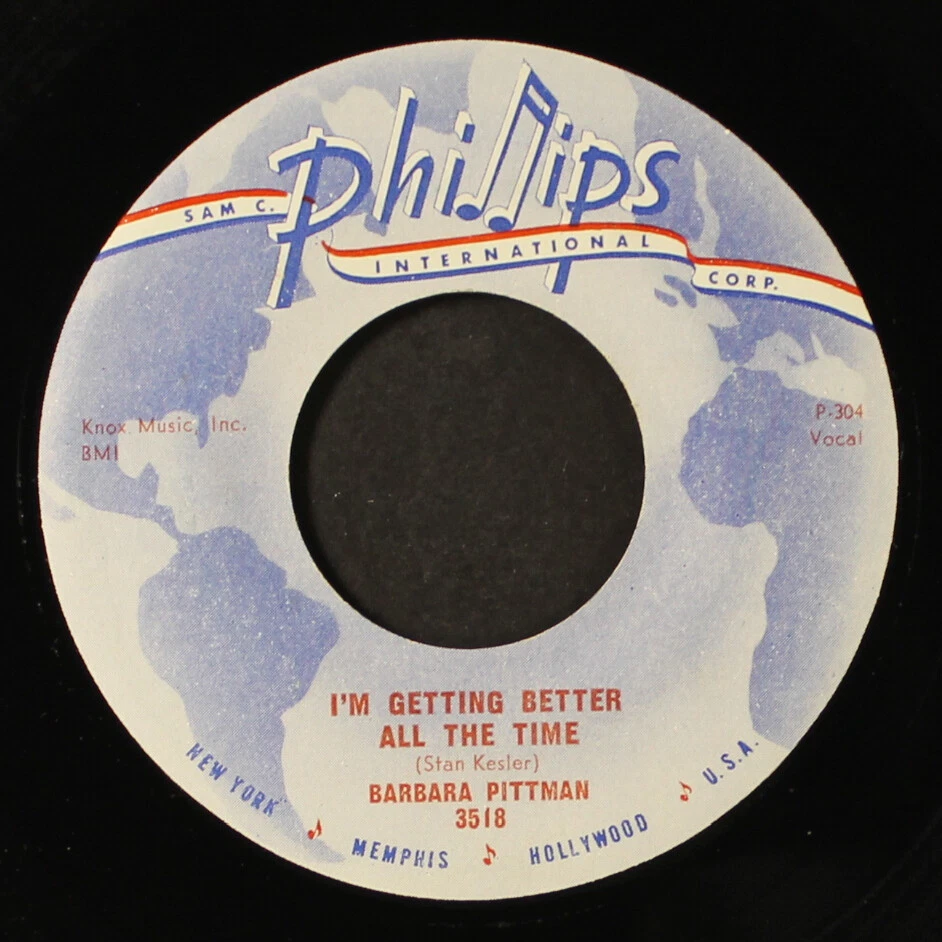 SAM C. Phillips
INTERNATIONAL CORP.
Knox Music, Inc.
BMI
P-304
Vocal
I'M GETTING BETTER
ALL THE TIME
(Stan Kesler)
BARBARA PITTMAN
3518
NEW YORK MEMPHIS HOLLYWOOD U.S.A.